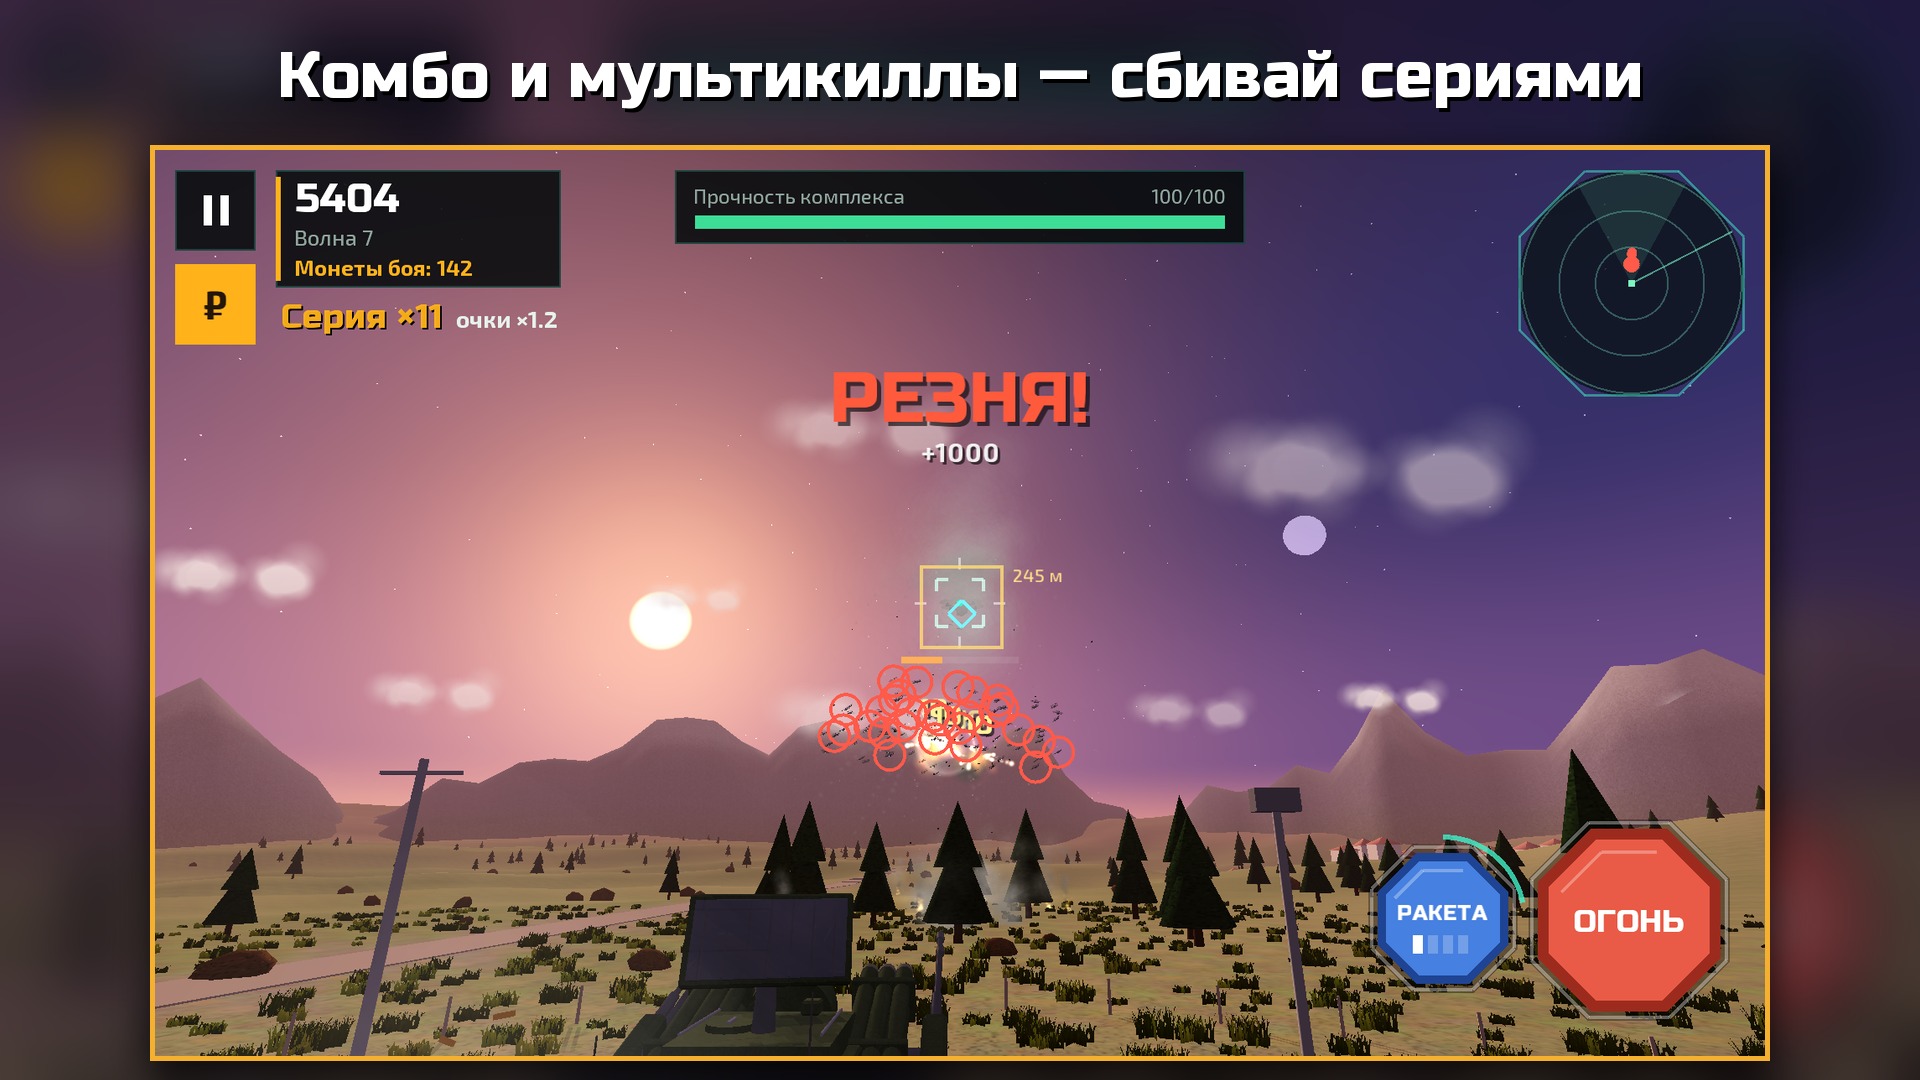 Комбо и мультикиллы — сбивай сериями
5404
Волна 7
Монеты боя: 142
₽
Серия ×11 очки ×1.2
Прочность комплекса 100/100
РЕЗНЯ!
+1000
245 м
РАКЕТА
ОГОНЬ